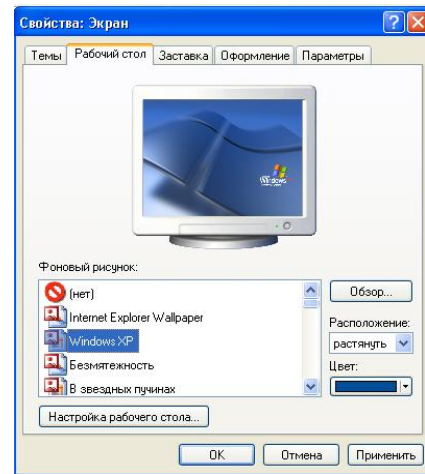 Свойства: Экран
Темы Рабочий стол Заставка Оформление Параметры
Windows
Фоновый рисунок:
(нет)
Internet Explorer Wallpaper
Windows XP
Безмятежность
В звездных пучинах
Обзор...
Расположение:
растянуть
Цвет:
Настройка рабочего стола...
OK Отмена Применить